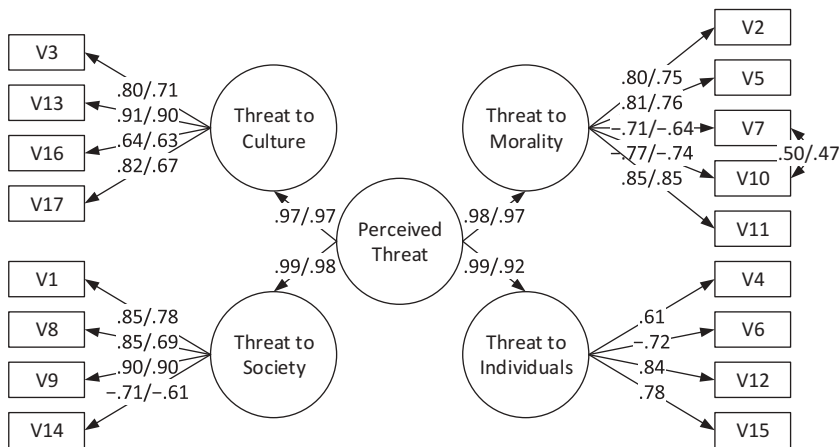 V3
V13
V16
V17
.80/.71
.91/.90
.64/.63
.82/.67
Threat to
Culture
Threat to
Morality
.80/.75
.81/.76
−.71/−.64
−.77/−.74
.85/.85
V2
V5
V7
V10
V11
.50/.47
.97/.97
.98/.97
Perceived
Threat
.99/.98
.99/.92
V1
V8
V9
V14
.85/.78
.85/.69
.90/.90
−.71/−.61
Threat to
Society
Threat to
Individuals
.61
−.72
.84
.78
V4
V6
V12
V15